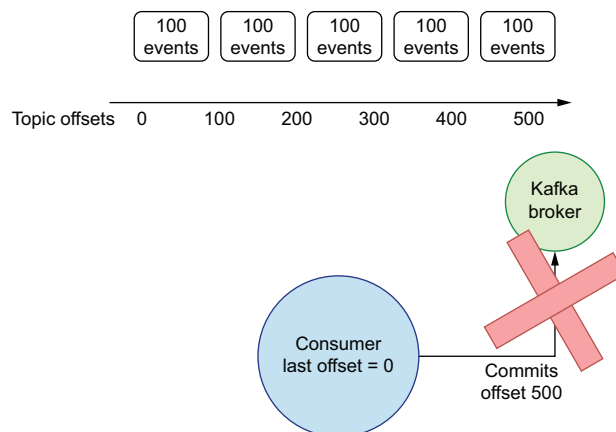 100 events
100 events
100 events
100 events
100 events
Topic offsets 0 100 200 300 400 500
Kafka
broker
Consumer
last offset = 0
Commits
offset 500